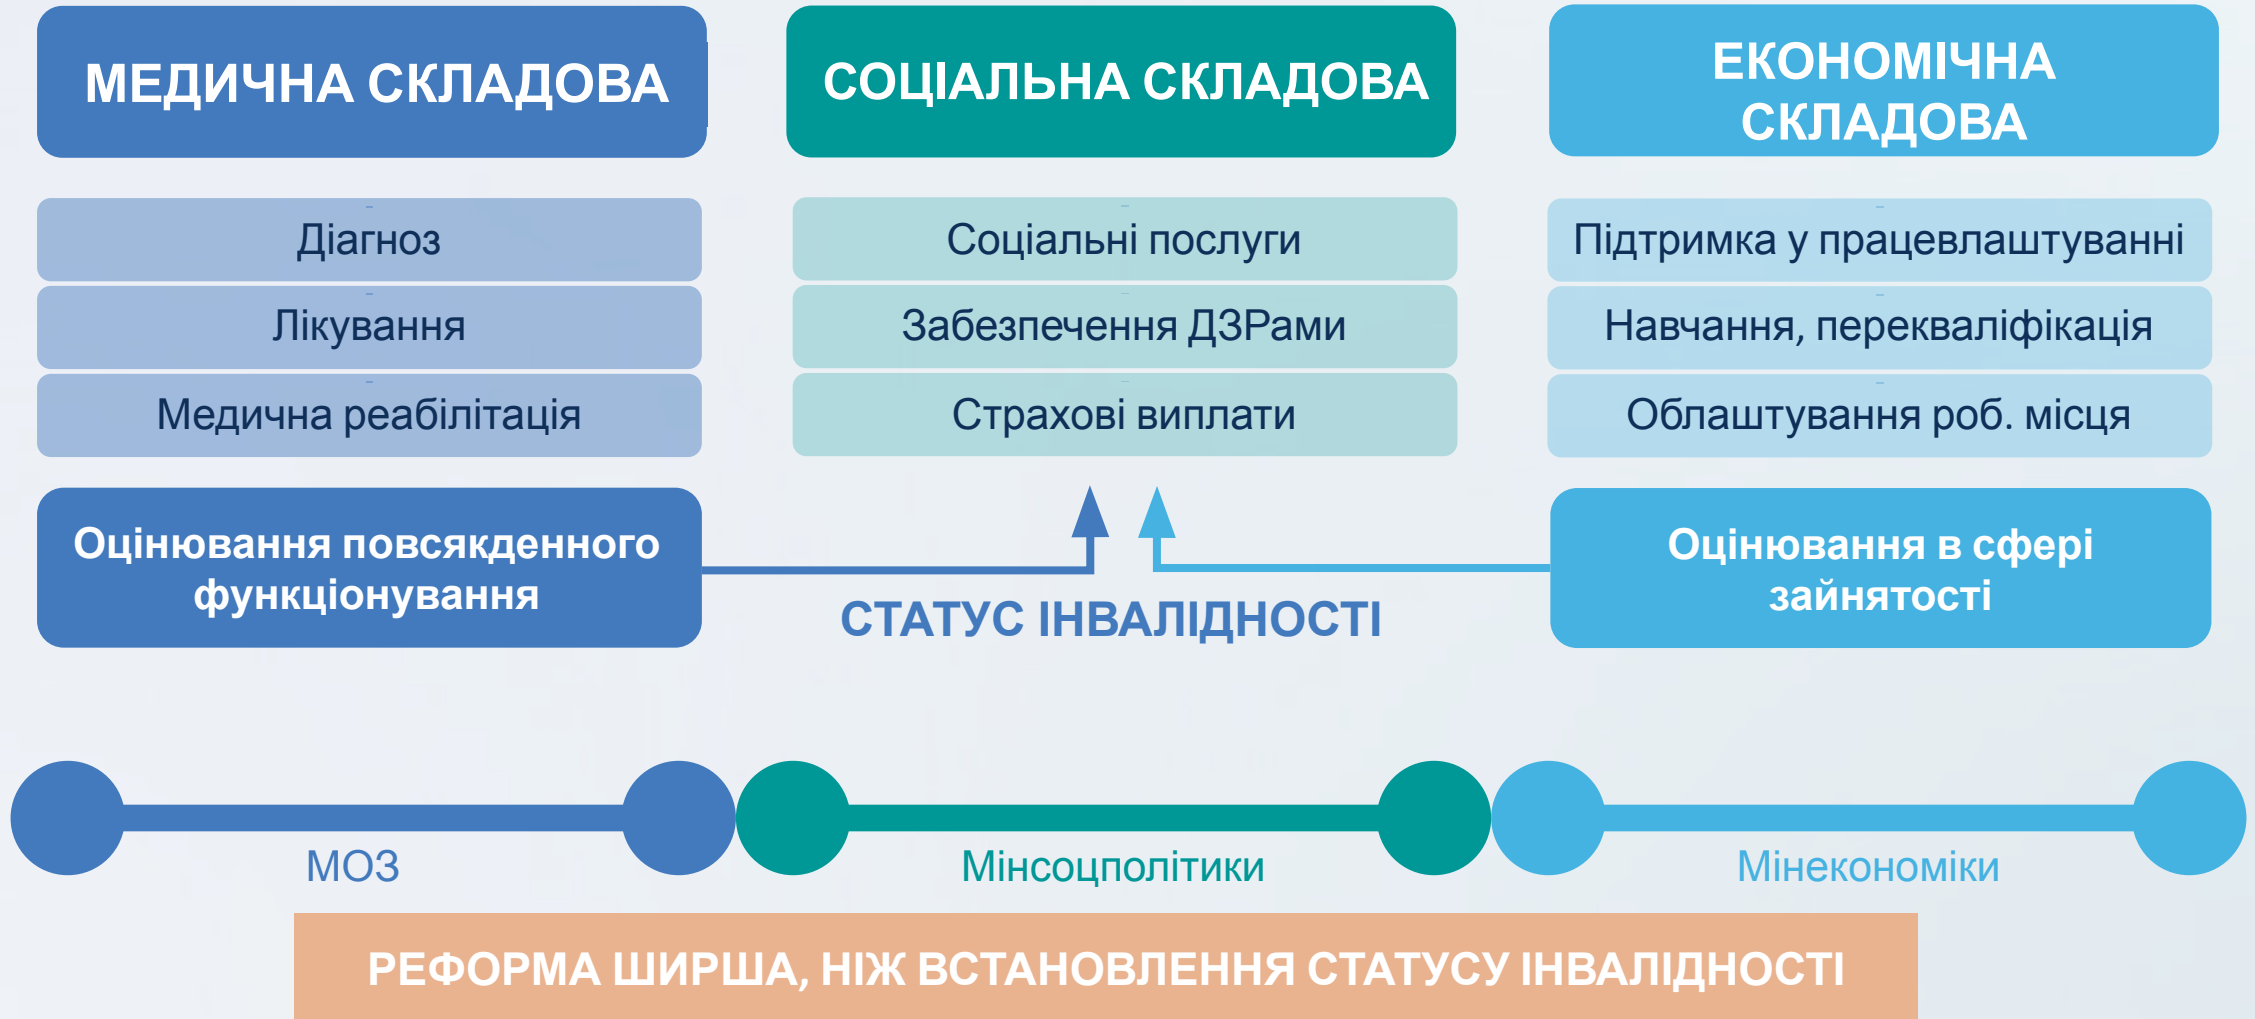 МЕДИЧНА СКЛАДОВА
Діагноз
Лікування
Медична реабілітація
Оцінювання повсякденного
функціонування
СОЦІАЛЬНА СКЛАДОВА
Соціальні послуги
Забезпечення ДЗРами
Страхові виплати
СТАТУС ІНВАЛІДНОСТІ
ЕКОНОМІЧНА
СКЛАДОВА
Підтримка у працевлаштуванні
Навчання, перекваліфікація
Облаштування роб. місця
Оцінювання в сфері
зайнятості
МОЗ
Мінсоцполітики
Мінекономіки
РЕФОРМА ШИРША, НІЖ ВСТАНОВЛЕННЯ СТАТУСУ ІНВАЛІДНОСТІ